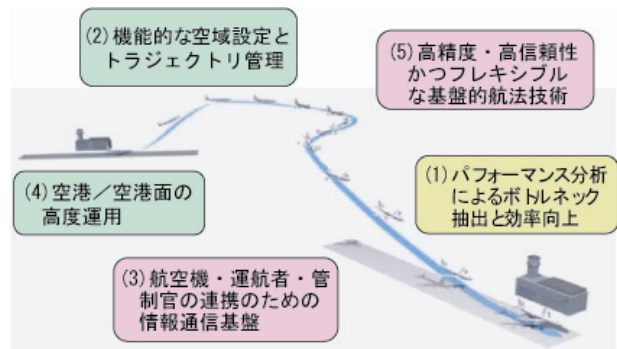 (2) 機能的な空域設定と
トラジェクトリ管理
(5) 高精度・高信頼性
かつフレキシブル
な基盤的航法技術
(1) パフォーマンス分析
によるボトルネック
抽出と効率向上
(4) 空港／空港面の
高度運用
(3) 航空機・運航者・管
制官の連携のための
情報通信基盤